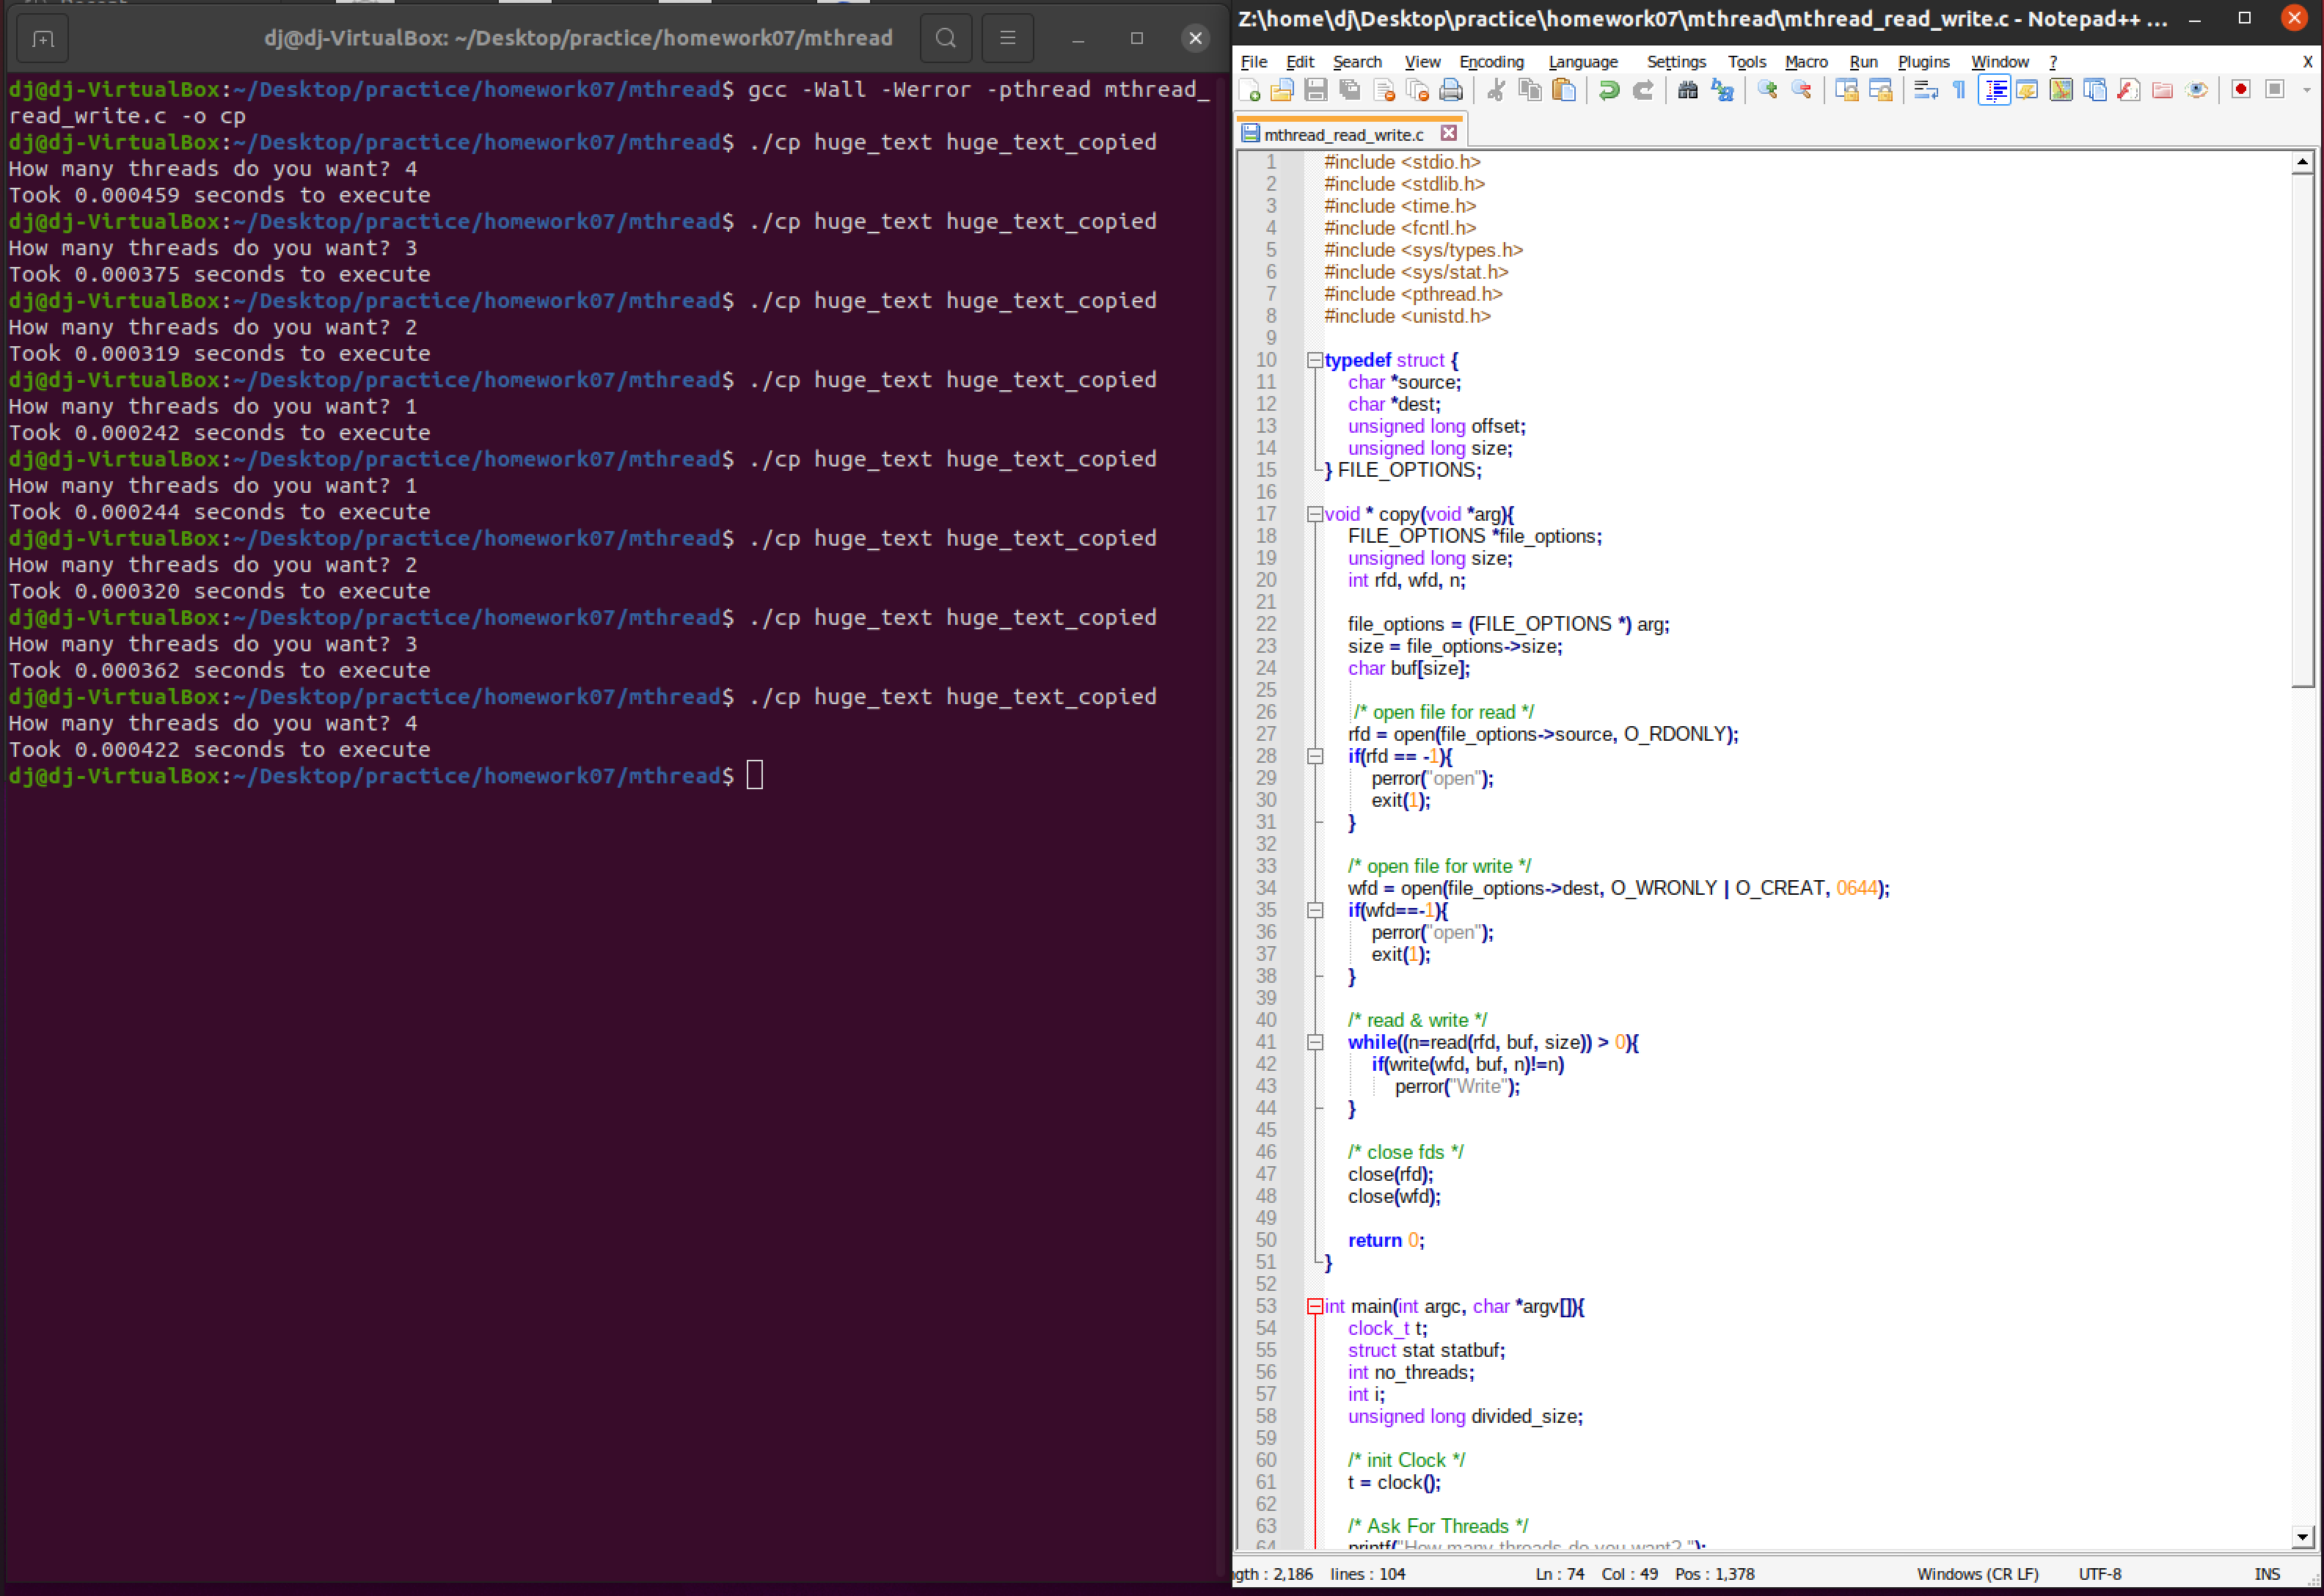 dj@dj-VirtualBox: ~/Desktop/practice/homework07/mthread
dj@dj-VirtualBox:~/Desktop/practice/homework07/mthread$ gcc -Wall -Werror -pthread mthread_
read_write.c -o cp
dj@dj-VirtualBox:~/Desktop/practice/homework07/mthread$ ./cp huge_text huge_text_copied
How many threads do you want? 4
Took 0.000459 seconds to execute
dj@dj-VirtualBox:~/Desktop/practice/homework07/mthread$ ./cp huge_text huge_text_copied
How many threads do you want? 3
Took 0.000375 seconds to execute
dj@dj-VirtualBox:~/Desktop/practice/homework07/mthread$ ./cp huge_text huge_text_copied
How many threads do you want? 2
Took 0.000319 seconds to execute
dj@dj-VirtualBox:~/Desktop/practice/homework07/mthread$ ./cp huge_text huge_text_copied
How many threads do you want? 1
Took 0.000242 seconds to execute
dj@dj-VirtualBox:~/Desktop/practice/homework07/mthread$ ./cp huge_text huge_text_copied
How many threads do you want? 1
Took 0.000244 seconds to execute
dj@dj-VirtualBox:~/Desktop/practice/homework07/mthread$ ./cp huge_text huge_text_copied
How many threads do you want? 2
Took 0.000320 seconds to execute
dj@dj-VirtualBox:~/Desktop/practice/homework07/mthread$ ./cp huge_text huge_text_copied
How many threads do you want? 3
Took 0.000362 seconds to execute
dj@dj-VirtualBox:~/Desktop/practice/homework07/mthread$ ./cp huge_text huge_text_copied
How many threads do you want? 4
Took 0.000422 seconds to execute
dj@dj-VirtualBox:~/Desktop/practice/homework07/mthread$
Z:\home\dj\Desktop\practice\homework07\mthread\mthread_read_write.c - Notepad++ ...
File Edit Search View Encoding Language Settings Tools Macro Run Plugins Window ? X
mthread_read_write.c
1 #include <stdio.h>
2 #include <stdlib.h>
3 #include <time.h>
4 #include <fcntl.h>
5 #include <sys/types.h>
6 #include <sys/stat.h>
7 #include <pthread.h>
8 #include <unistd.h>
9
10 typedef struct {
11 char *source;
12 char *dest;
13 unsigned long offset;
14 unsigned long size;
15 } FILE_OPTIONS;
16
17 void * copy(void *arg){
18 FILE_OPTIONS *file_options;
19 unsigned long size;
20 int rfd, wfd, n;
21
22 file_options = (FILE_OPTIONS *) arg;
23 size = file_options->size;
24 char buf[size];
25
26 /* open file for read */
27 rfd = open(file_options->source, O_RDONLY);
28 if(rfd == -1){
29 perror("open");
30 exit(1);
31 }
32
33 /* open file for write */
34 wfd = open(file_options->dest, O_WRONLY | O_CREAT, 0644);
35 if(wfd==-1){
36 perror("open");
37 exit(1);
38 }
39
40 /* read & write */
41 while((n=read(rfd, buf, size)) > 0){
42 if(write(wfd, buf, n)!=n)
43 perror("Write");
44 }
45
46 /* close fds */
47 close(rfd);
48 close(wfd);
49
50 return 0;
51 }
52
53 int main(int argc, char *argv[]){
54 clock_t t;
55 struct stat statbuf;
56 int no_threads;
57 int i;
58 unsigned long divided_size;
59
60 /* init Clock */
61 t = clock();
62
63 /* Ask For Threads */
64 printf("How many threads do you want? ");
ngth : 2,186 lines : 104 Ln : 74 Col : 49 Pos : 1,378 Windows (CR LF) UTF-8 INS